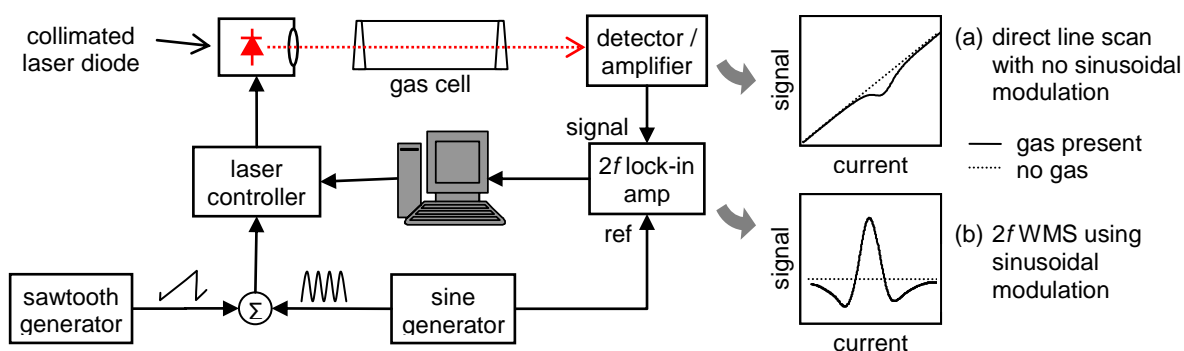 collimated
laser diode
gas cell
detector /
amplifier
signal
laser
controller
2f lock-in
amp
ref
sawtooth
generator
Σ
sine
generator
signal
current
(a) direct line scan
with no sinusoidal
modulation
gas present
no gas
signal
current
(b) 2f WMS using
sinusoidal
modulation